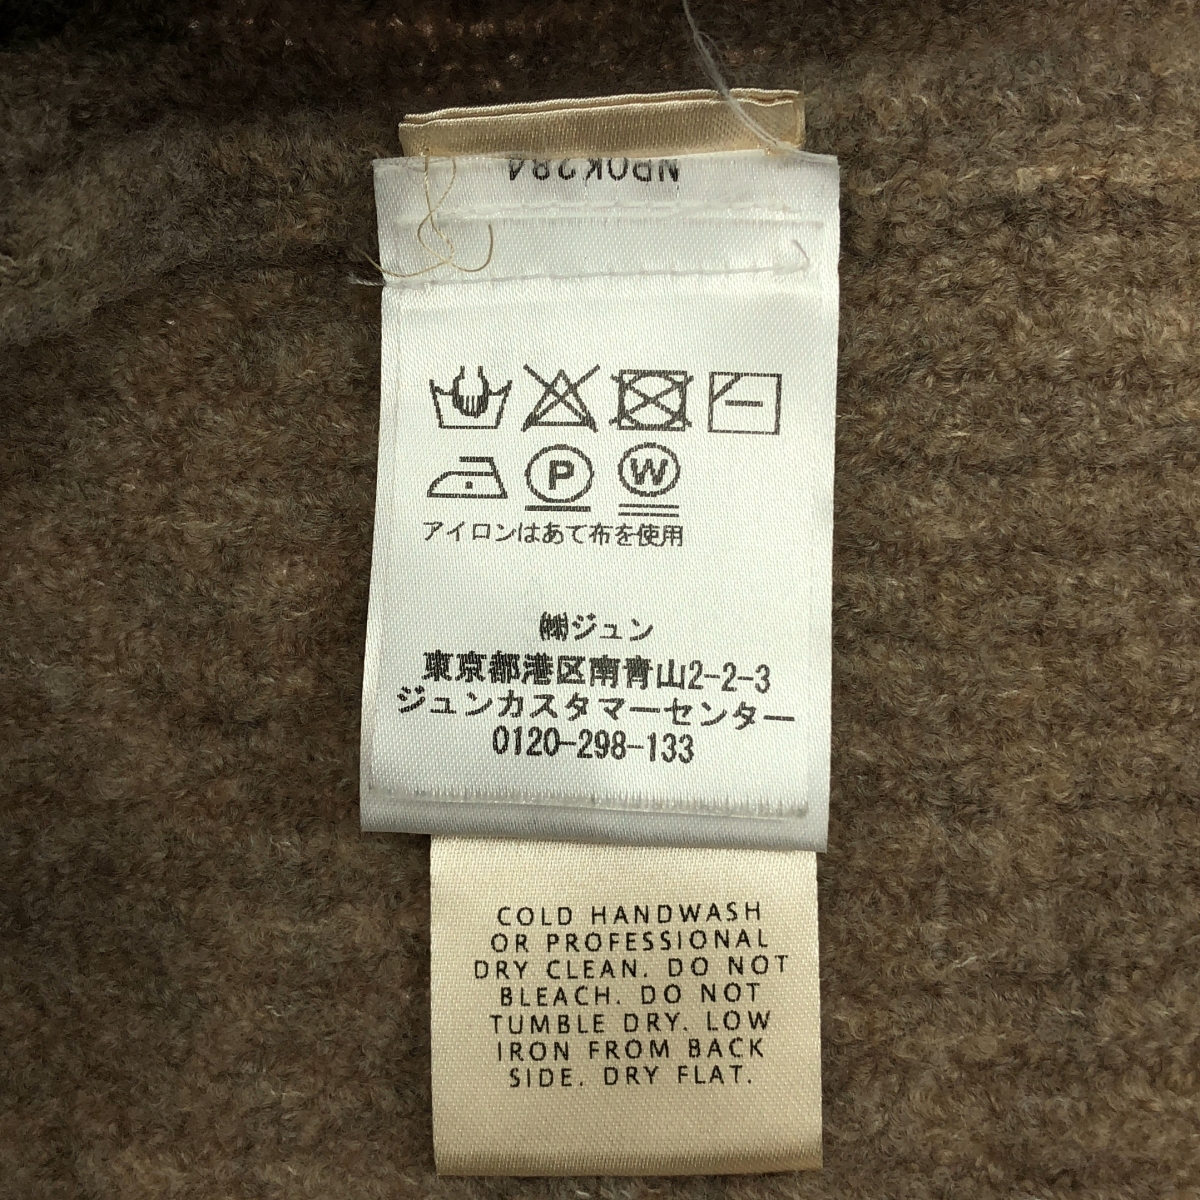 NP0K284
P W
アイロンはあて布を使用
㈱ジュン
東京都港区南青山2-2-3
ジュンカスタマーセンター
0120-298-133
COLD HANDWASH
OR PROFESSIONAL
DRY CLEAN. DO NOT
BLEACH. DO NOT
TUMBLE DRY. LOW
IRON FROM BACK
SIDE. DRY FLAT.